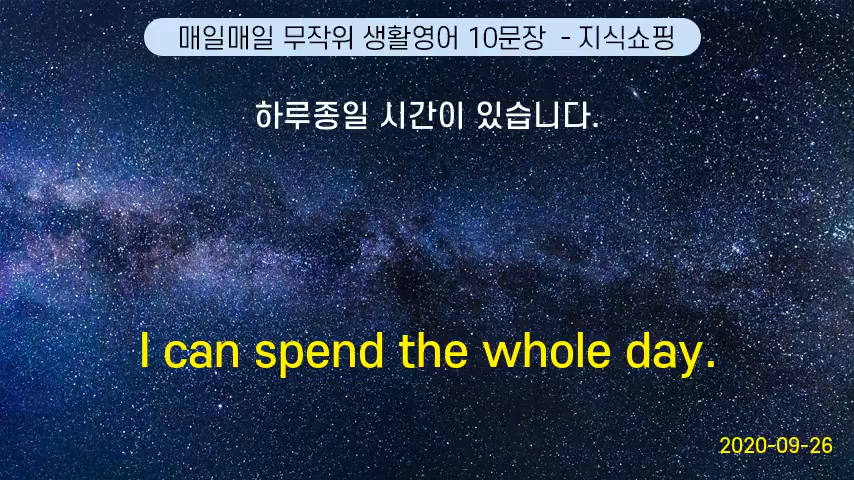 매일매일 무작위 생활영어 10문장 - 지식쇼핑
하루종일 시간이 있습니다.
I can spend the whole day.
2020-09-26